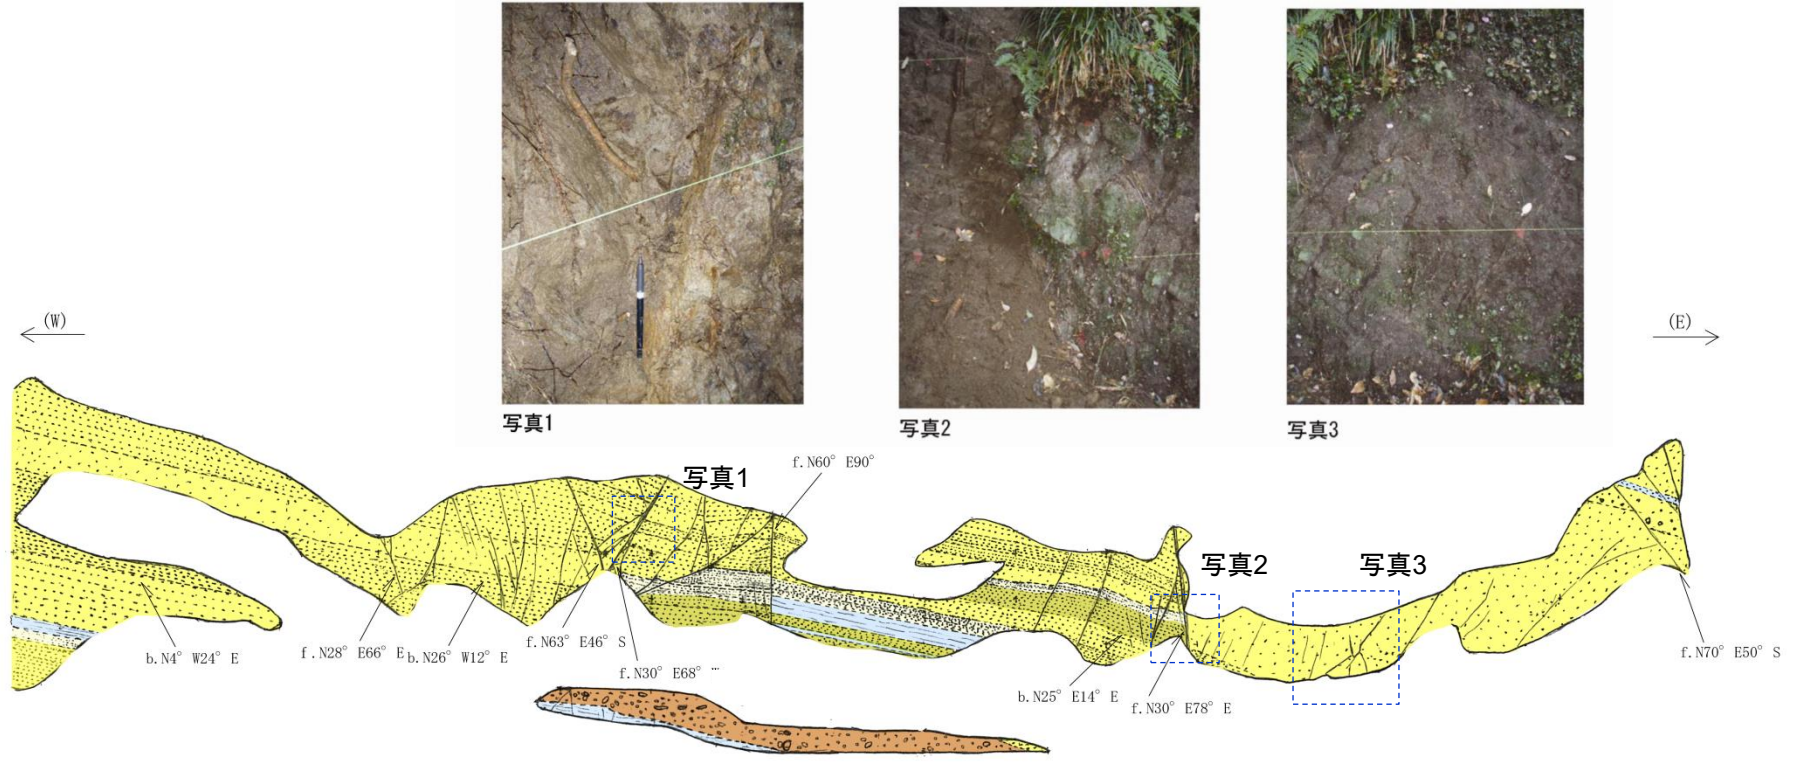 写真1
写真2
写真3
(W)
(E)
写真1
f.N60° E90°
写真2
写真3
b.N4° W24° E
f.N28° E66° E
b.N26° W12° E
f.N63° E46° S
f.N30° E68° …
b.N25° E14° E
f.N30° E78° E
f.N70° E50° S